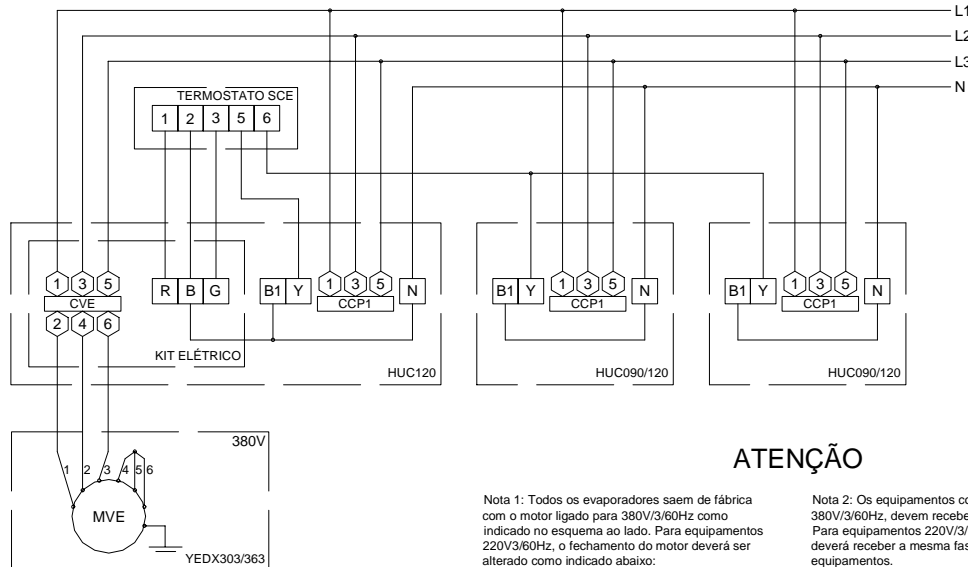 L1
L2
L3
N
TERMOSTATO SCE
1 2 3 5 6
1 3 5
CVE
2 4 6
R B G
KIT ELÉTRICO
B1 Y
1 3 5
CCP1
N
HUC120
B1 Y
1 3 5
CCP1
N
HUC090/120
B1 Y
1 3 5
CCP1
N
HUC090/120
380V
1 2 3 4 5 6
MVE
YEDX303/363
ATENÇÃO
Nota 1: Todos os evaporadores saem de fábrica
com o motor ligado para 380V/3/60Hz como
indicado no esquema ao lado. Para equipamentos
220V3/60Hz, o fechamento do motor deverá ser
alterado como indicado abaixo:
Nota 2: Os equipamentos co
380V/3/60Hz, devem recebe
Para equipamentos 220V/3/
deverá receber a mesma fas
equipamentos.